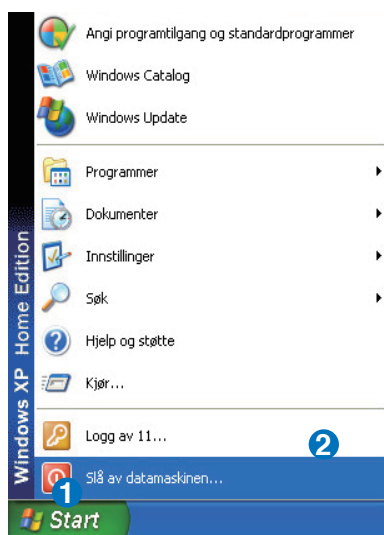 Angi programtilgang og standardprogrammer
Windows Catalog
Windows Update
Programmer
Dokumenter
Innstillinger
Søk
Hjelp og støtte
Kjør...
Logg av 11...
2
Slå av datamaskinen...
1
Start
Windows XP Home Edition